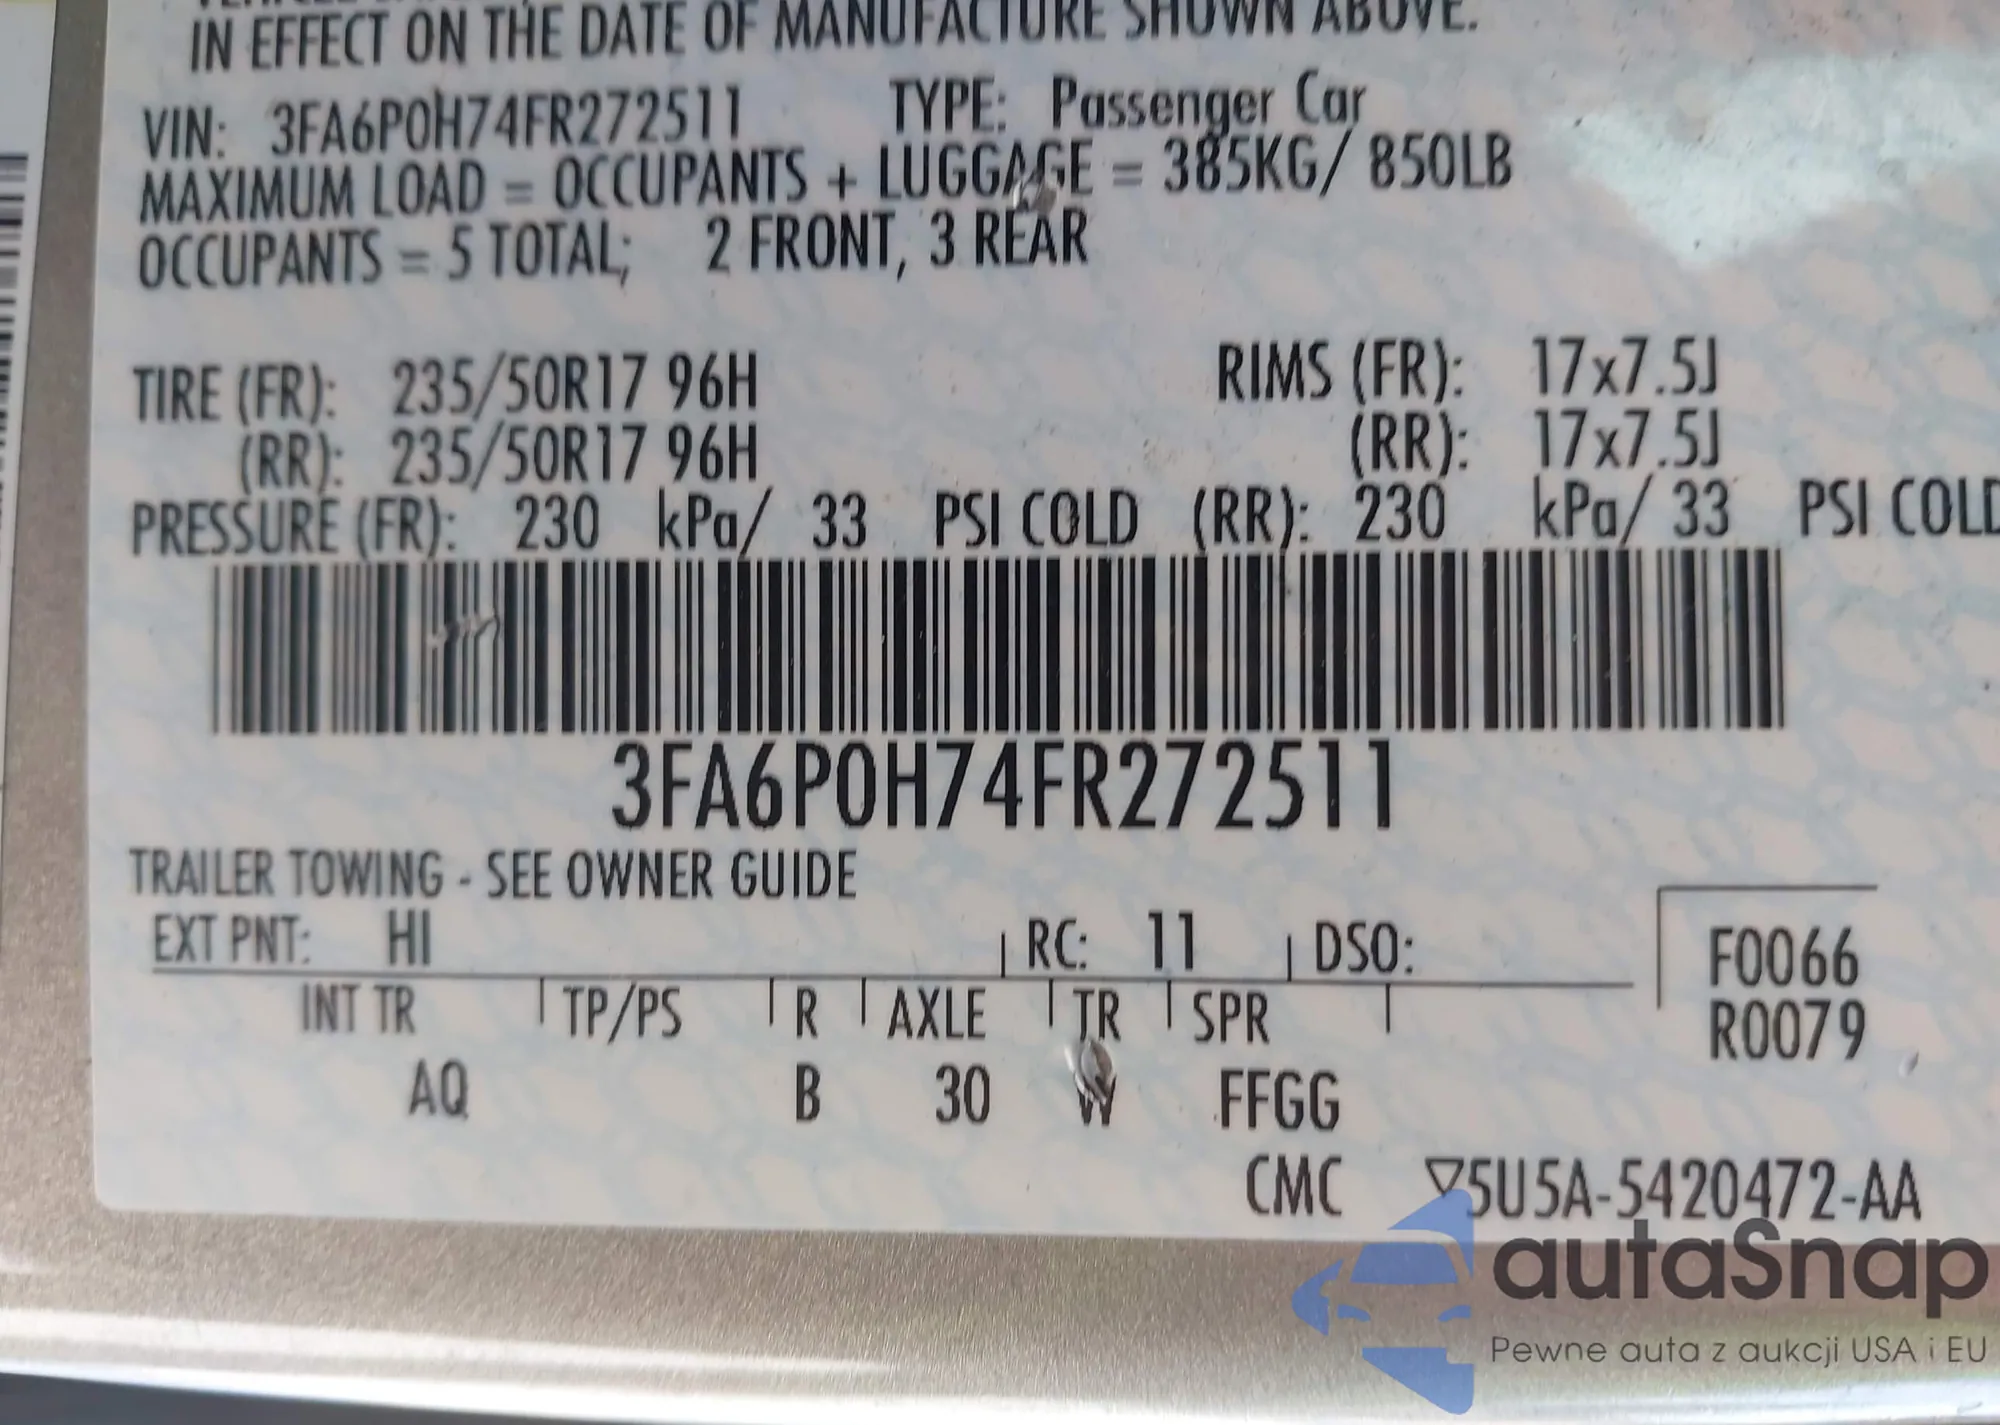 IN EFFECT ON THE DATE OF MANUFACTURE SHOWN ABOVE.
VIN: 3FA6P0H74FR272511 TYPE: Passenger Car
MAXIMUM LOAD = OCCUPANTS + LUGGAGE = 385KG/ 850LB
OCCUPANTS = 5 TOTAL; 2 FRONT, 3 REAR
TIRE (FR): 235/50R17 96H RIMS (FR): 17x7.5J
(RR): 235/50R17 96H (RR): 17x7.5J
PRESSURE (FR): 230 kPa/ 33 PSI COLD (RR): 230 kPa/ 33 PSI COLD
3FA6P0H74FR272511
TRAILER TOWING - SEE OWNER GUIDE
EXT PNT: HI RC: 11 DSO:
F0066
INT TR TP/PS R AXLE TR SPR
R0079
AQ B 30 W FFGG
CMC ▽5U5A-5420472-AA
autaSnap
Pewne auta z aukcji USA i EU